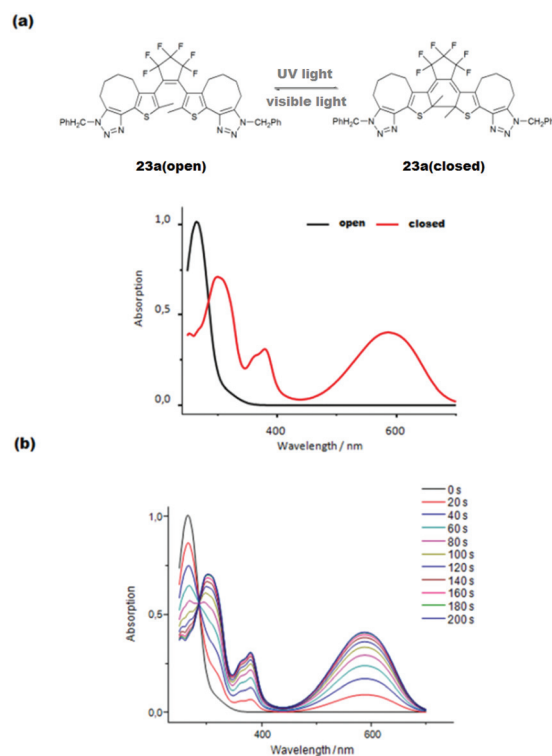 (a)
F F F F F F
UV light
visible light
F F F F F F
PhH₂C N N=N S S N N=N CH₂Ph
PhH₂C N N=N S S N N=N CH₂Ph
23a(open)
23a(closed)
open closed
1,0
0,5
0,0
Absorption
400 600
Wavelength / nm
(b)
0 s
20 s
40 s
60 s
80 s
100 s
120 s
140 s
160 s
180 s
200 s
1,0
0,5
0,0
Absorption
400 600
Wavelength / nm